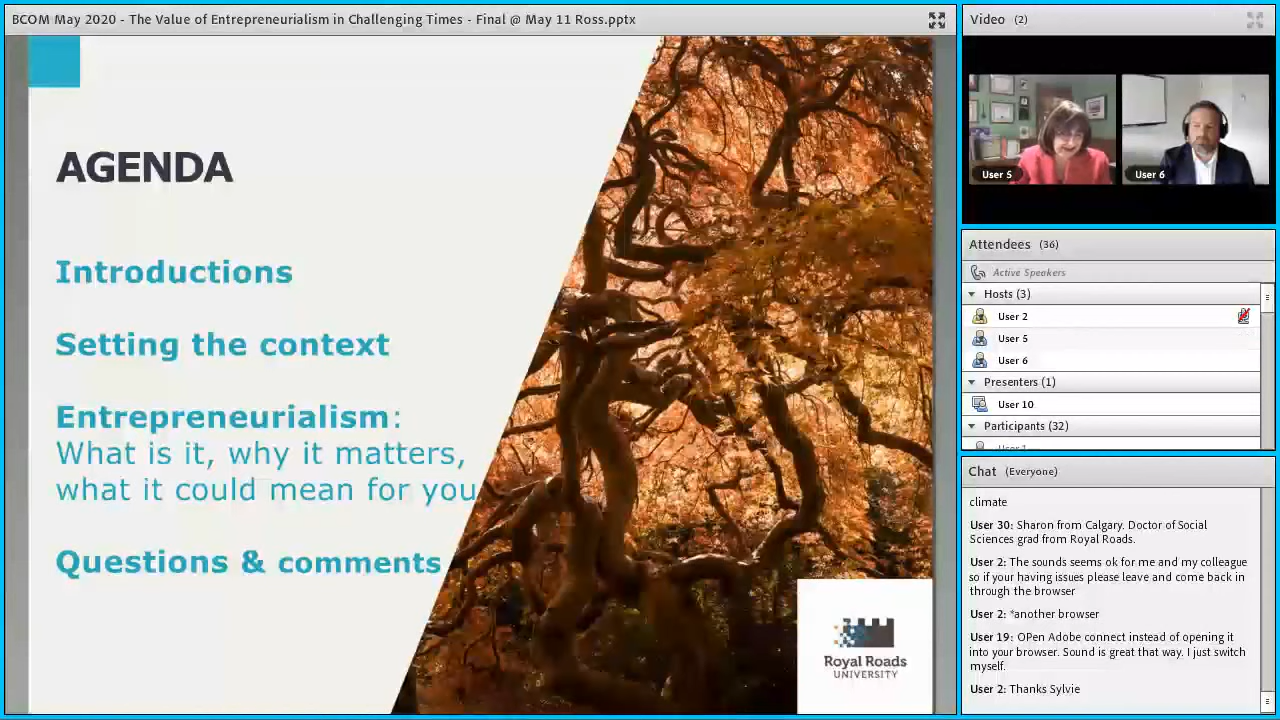 BCOM May 2020 - The Value of Entrepreneurialism in Challenging Times - Final @ May 11 Ross.pptx
AGENDA
Introductions
Setting the context
Entrepreneurialism:
What is it, why it matters,
what it could mean for you
Questions & comments
Royal Roads
UNIVERSITY
Video (2)
User 5
User 6
Attendees (36)
Active Speakers
Hosts (3)
User 2
User 5
User 6
Presenters (1)
User 10
Participants (32)
Chat (Everyone)
climate
User 30: Sharon from Calgary. Doctor of Social
Sciences grad from Royal Roads.
User 2: The sounds seems ok for me and my colleague
so if your having issues please leave and come back in
through the browser
User 2: *another browser
User 19: OPen Adobe connect instead of opening it
into your browser. Sound is great that way. I just switch
myself.
User 2: Thanks Sylvie